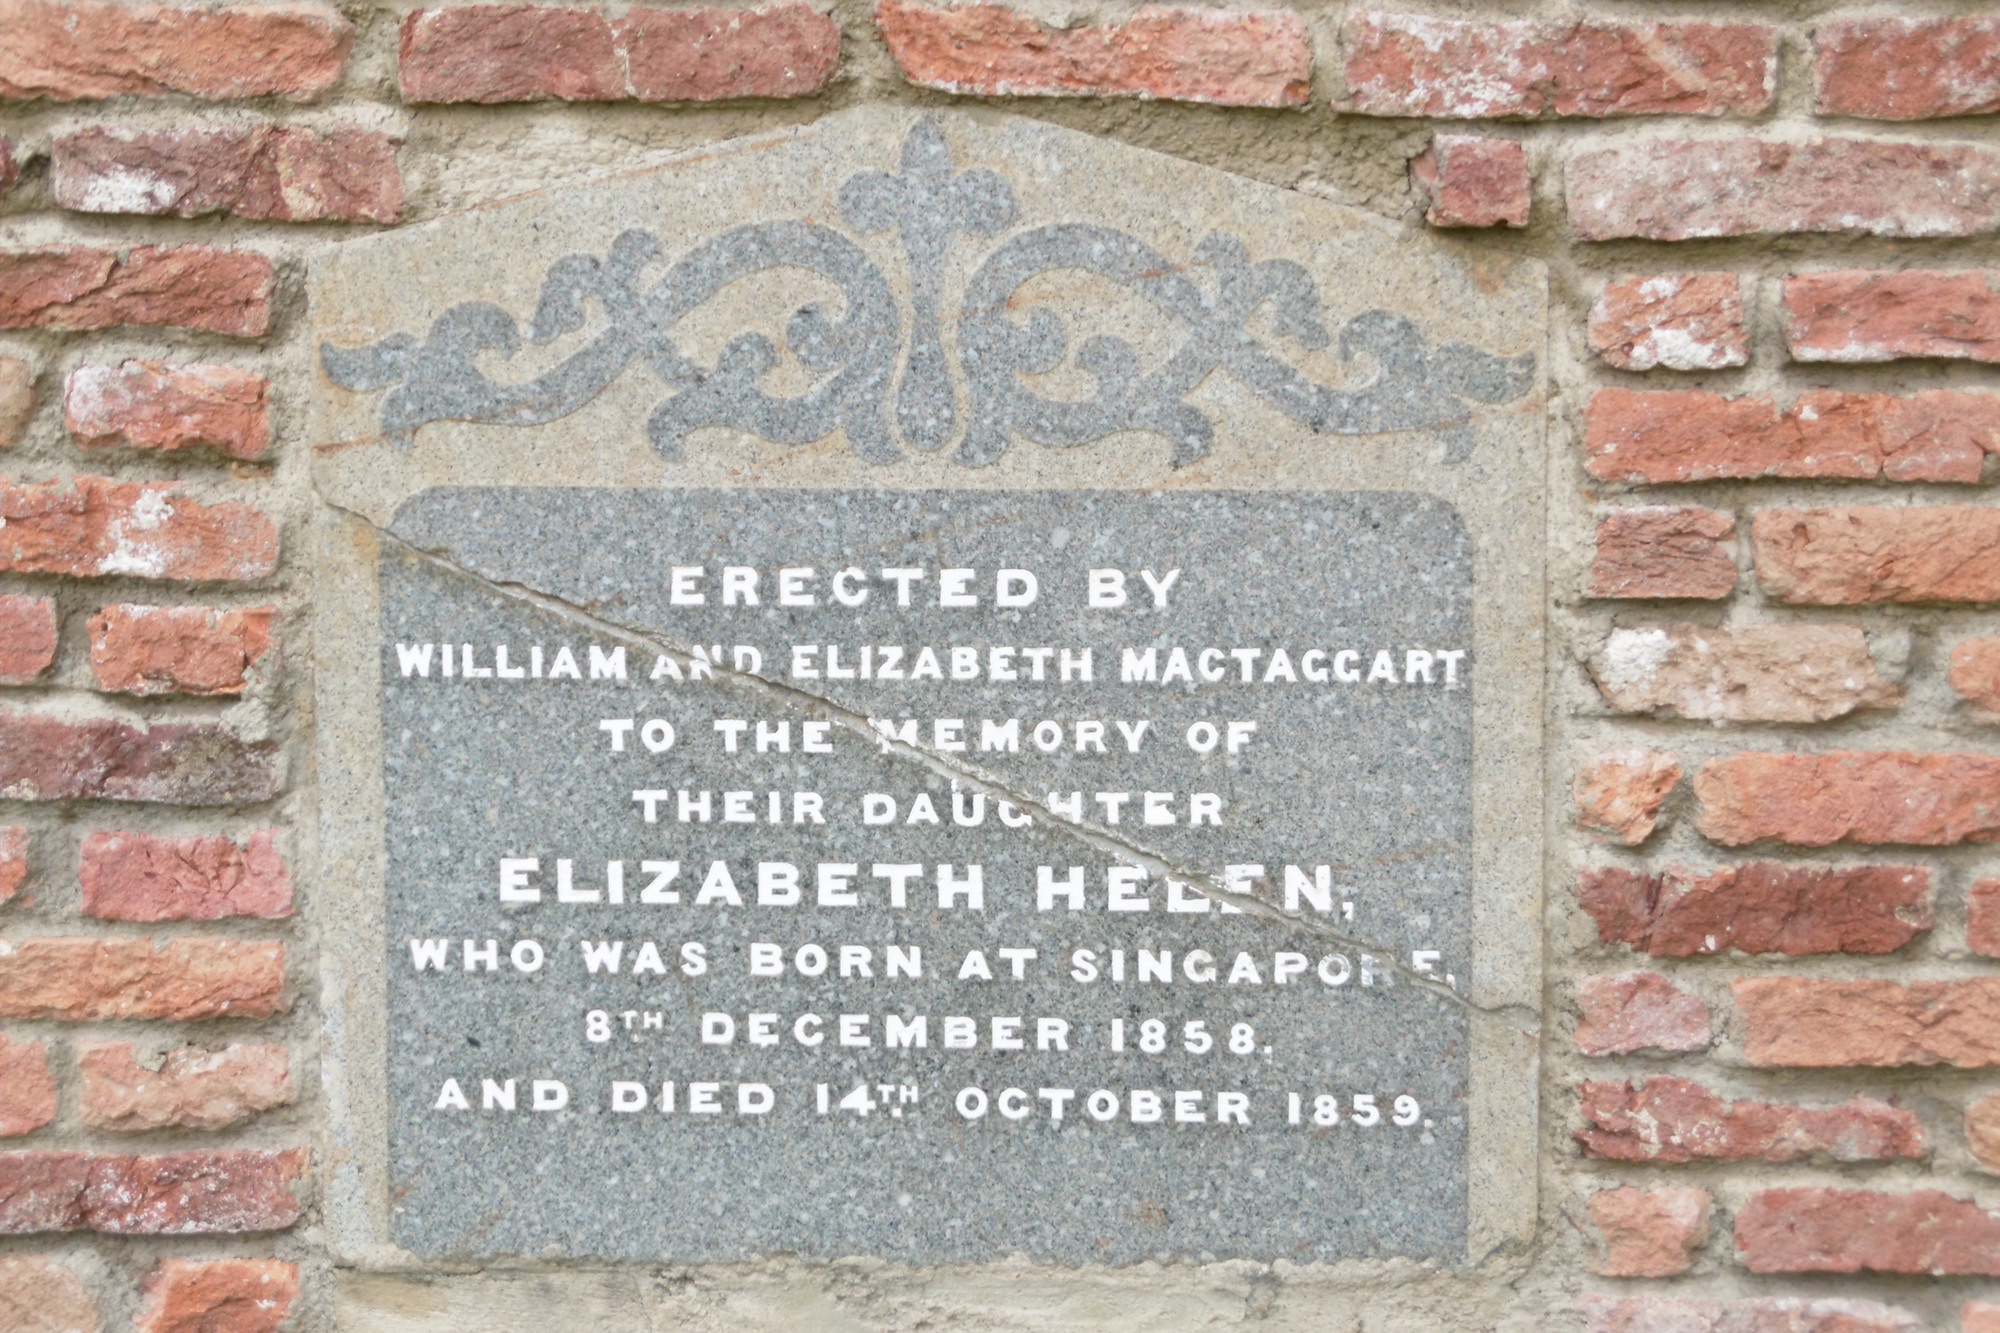 ERECTED BY
WILLIAM AND ELIZABETH MACTAGGART
TO THE MEMORY OF
THEIR DAUGHTER
ELIZABETH HELEN,
WHO WAS BORN AT SINGAPORE,
8TH DECEMBER 1858.
AND DIED 14TH OCTOBER 1859.